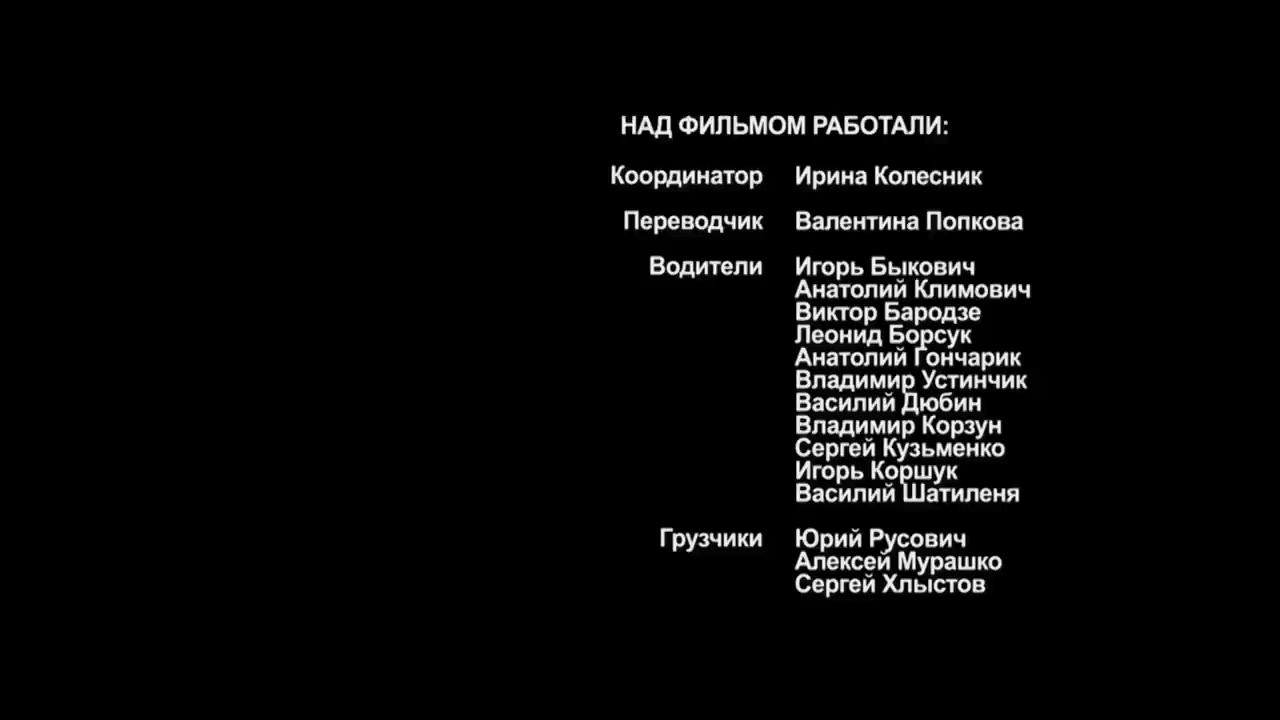 НАД ФИЛЬМОМ РАБОТАЛИ:
Координатор Ирина Колесник
Переводчик Валентина Попкова
Водители Игорь Быкович
Анатолий Климович
Виктор Бародзе
Леонид Борсук
Анатолий Гончарик
Владимир Устинчик
Василий Дюбин
Владимир Корзун
Сергей Кузьменко
Игорь Коршук
Василий Шатиленя
Грузчики Юрий Русович
Алексей Мурашко
Сергей Хлыстов